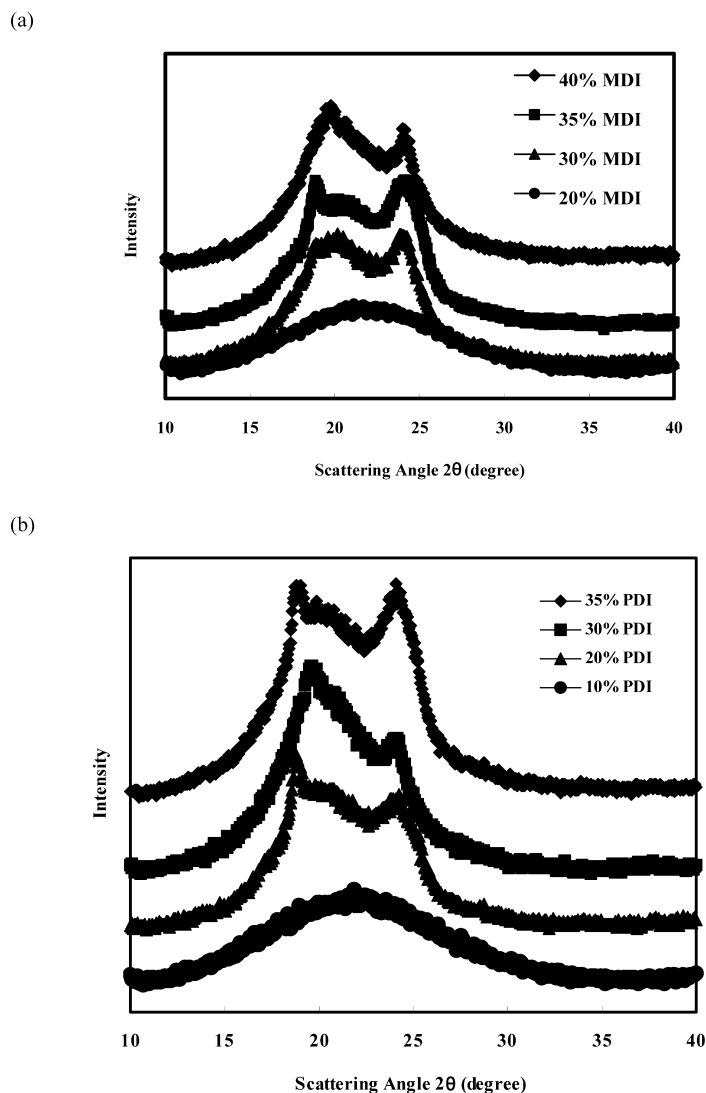 (a)
40% MDI
35% MDI
30% MDI
20% MDI
Intensity
10 15 20 25 30 35 40
Scattering Angle 2θ (degree)
(b)
35% PDI
30% PDI
20% PDI
10% PDI
Intensity
10 15 20 25 30 35 40
Scattering Angle 2θ (degree)